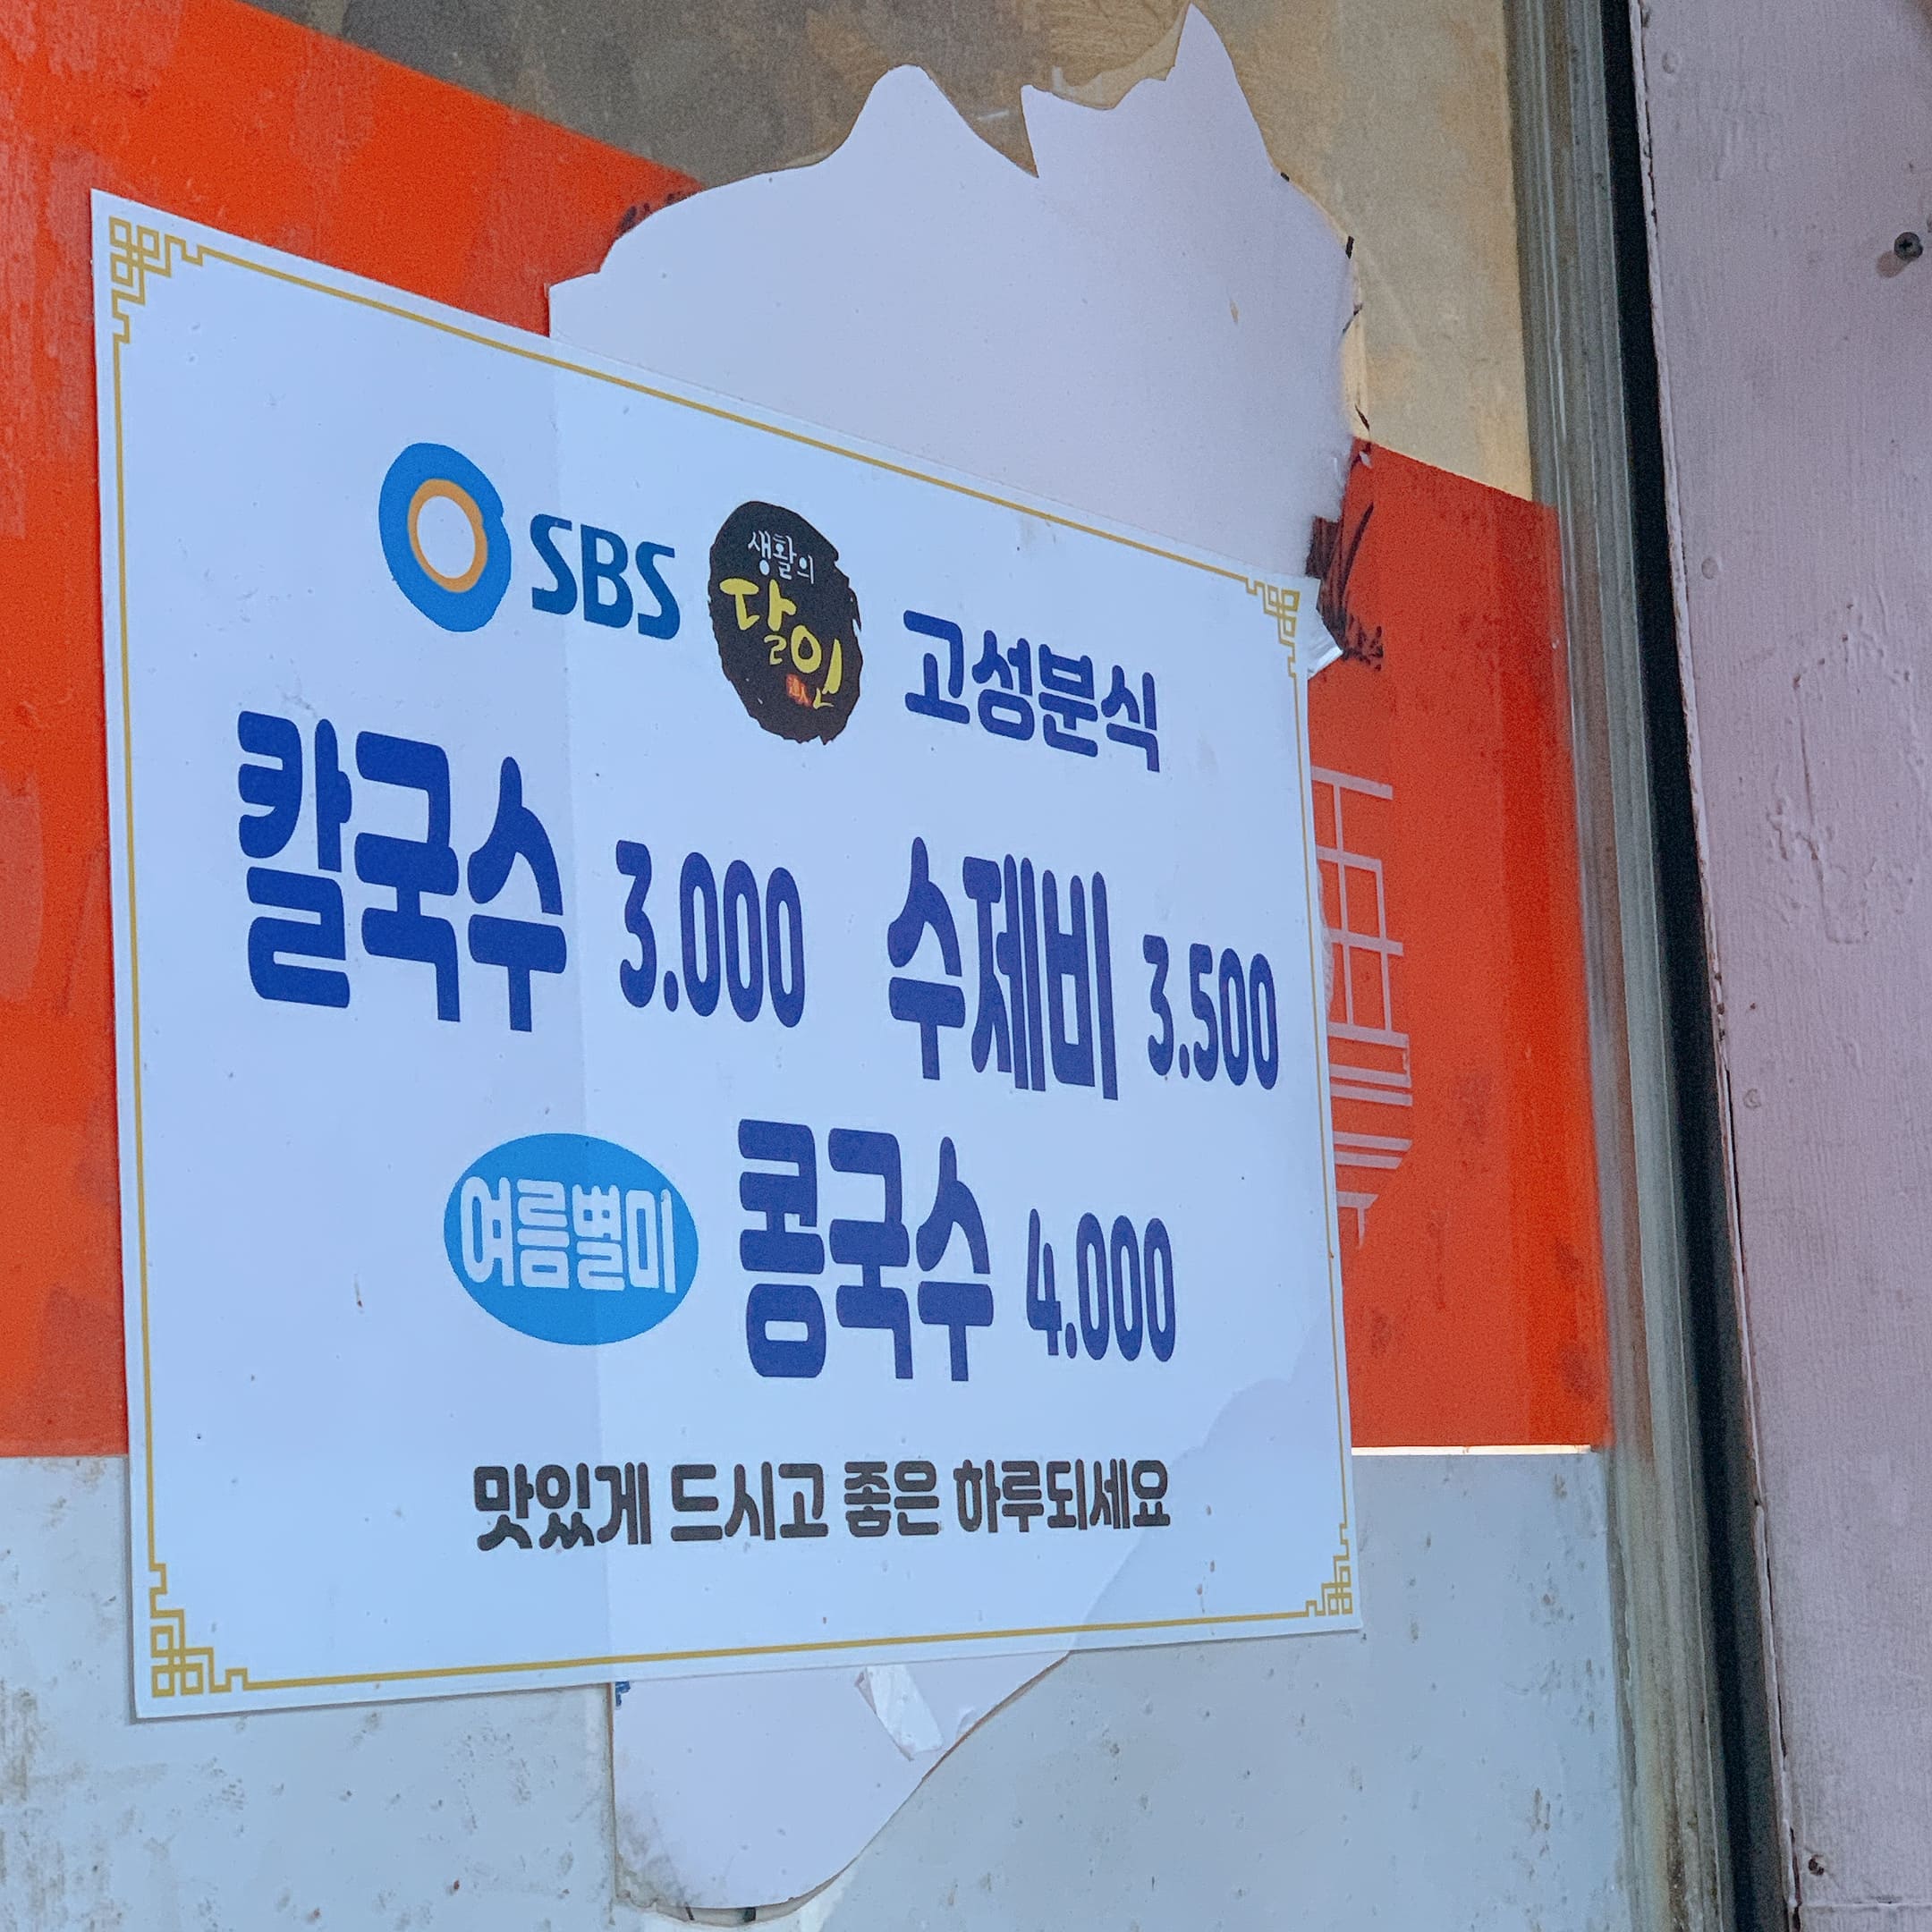 SBS 생활의 달인 고성분식
칼국수 3.000 수제비 3.500
여름별미 콩국수 4.000
맛있게 드시고 좋은 하루되세요